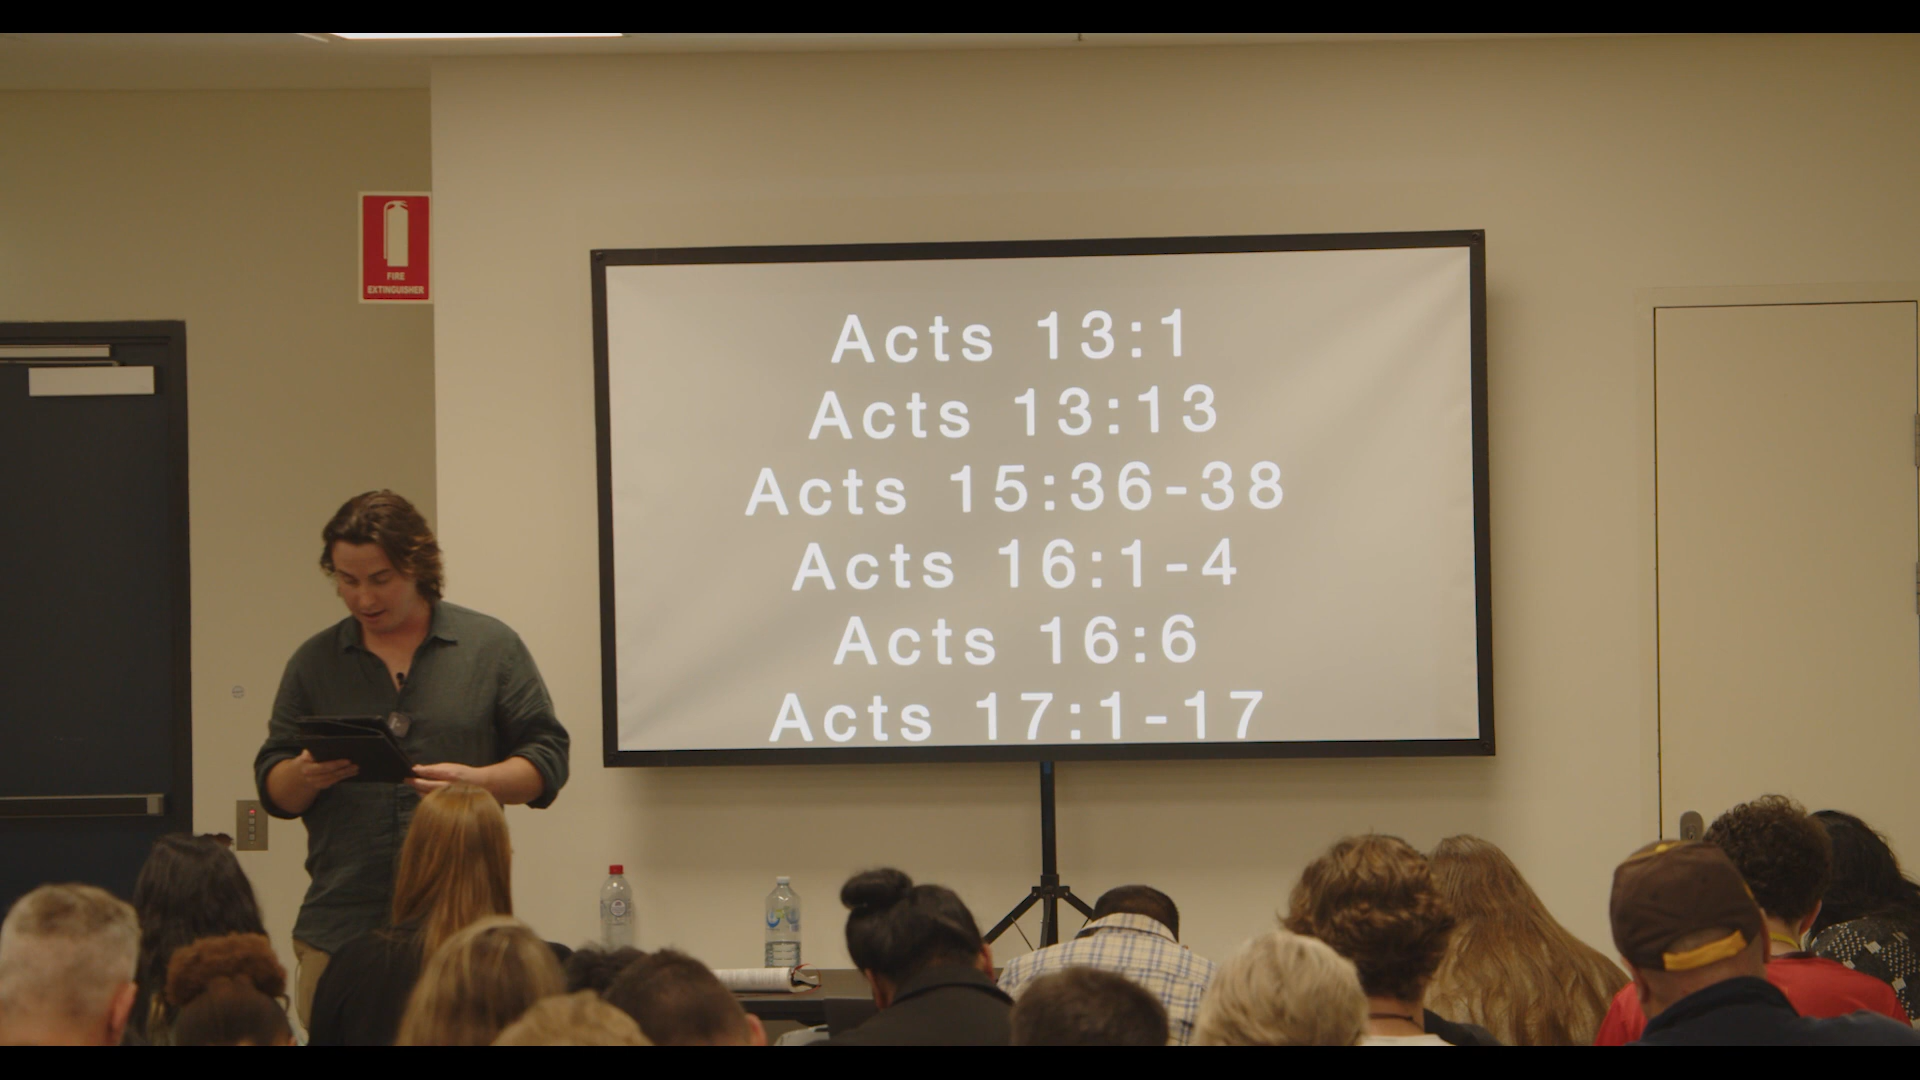 FIRE
EXTINGUISHER
Acts 13:1
Acts 13:13
Acts 15:36-38
Acts 16:1-4
Acts 16:6
Acts 17:1-17